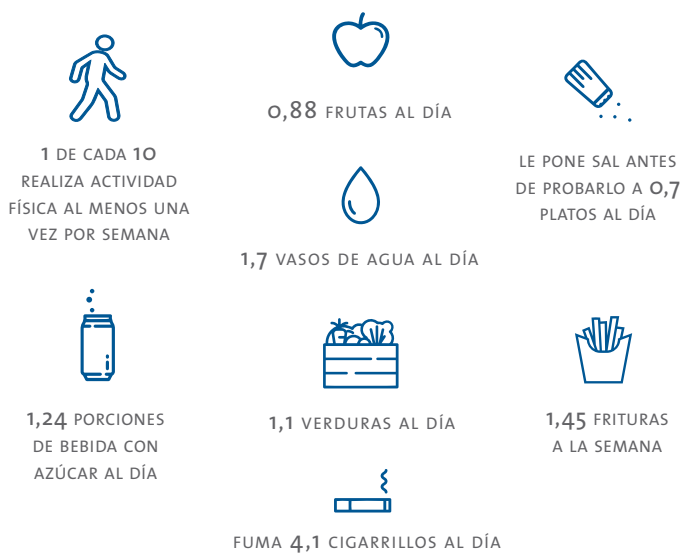 1 DE CADA 10
REALIZA ACTIVIDAD
FÍSICA AL MENOS UNA
VEZ POR SEMANA
0,88 FRUTAS AL DÍA
LE PONE SAL ANTES
DE PROBARLO A 0,7
PLATOS AL DÍA
1,7 VASOS DE AGUA AL DÍA
1,24 PORCIONES
DE BEBIDA CON
AZÚCAR AL DÍA
1,1 VERDURAS AL DÍA
1,45 FRITURAS
A LA SEMANA
FUMA 4,1 CIGARRILLOS AL DÍA